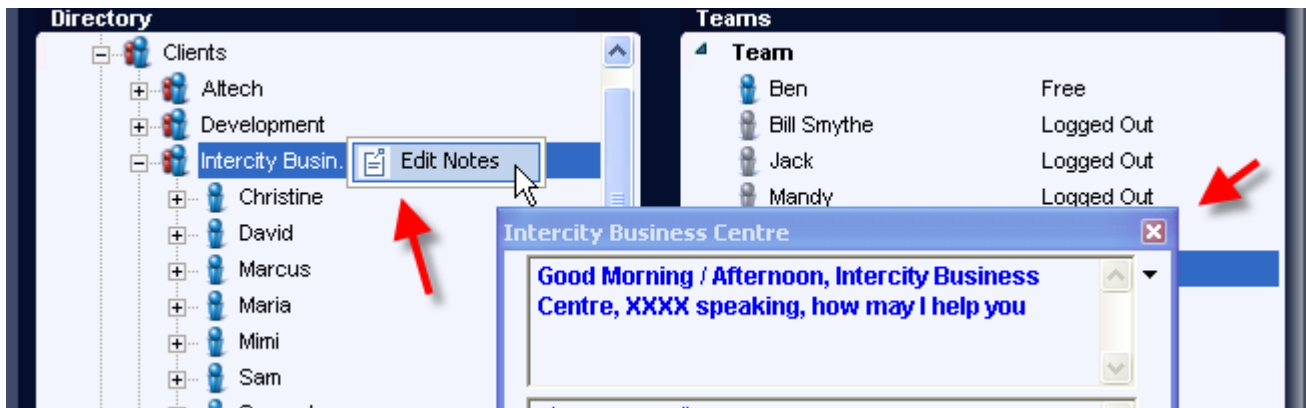 Directory
Clients
Altech
Development
Intercity Busin.
Edit Notes
Christine
David
Marcus
Maria
Mimi
Sam
Teams
Team
Ben Free
Bill Smythe Logged Out
Jack Logged Out
Mandy Logged Out
Intercity Business Centre
Good Morning / Afternoon, Intercity Business
Centre, XXXX speaking, how may I help you